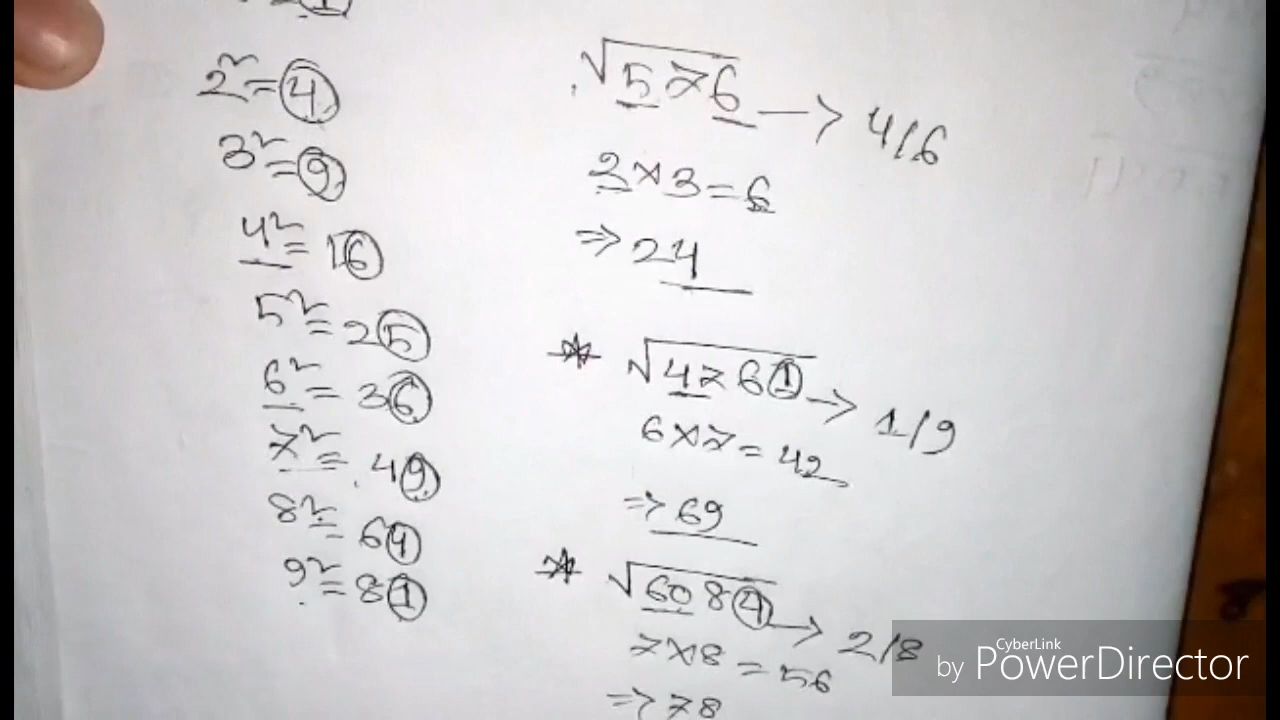 2² = 4
3² = 9
4² = 16
5² = 25
6² = 36
7² = 49
8² = 64
9² = 81
√576 → 4/6
2×3=6
⇒ 24
* √4761 → 1/9
6×7=42
⇒ 69
* √6084 → 2/8
7×8 = 56
⇒ 78
by CyberLink PowerDirector